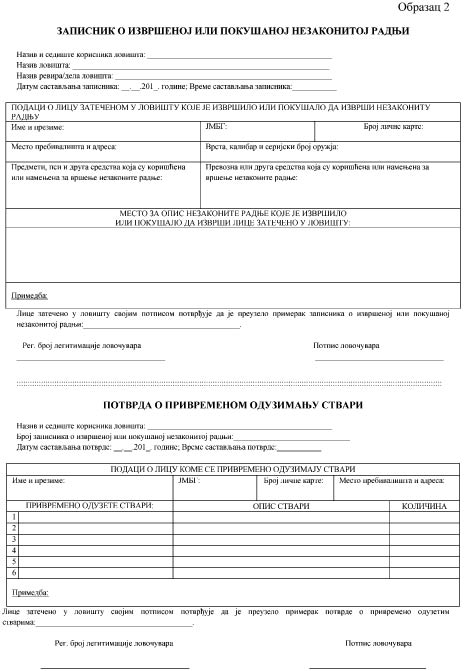 Образац 2
ЗАПИСНИК О ИЗВРШЕНОЈ ИЛИ ПОКУШАНОЈ НЕЗАКОНИТОЈ РАДЊИ
Назив и седиште корисника ловишта: ____________________
Назив ловишта: ____________________
Назив ревира/дела ловишта: ____________________
Датум састављања записника: __.__.201_. године; Време састављања записника:__________
ПОДАЦИ О ЛИЦУ ЗАТЕЧЕНОМ У ЛОВИШТУ КОЈЕ ЈЕ ИЗВРШИЛО ИЛИ ПОКУШАЛО ДА ИЗВРШИ НЕЗАКОНИТУ
РАДЊУ
Име и презиме: ЈМБГ: Број личне карте:
Место пребивалишта и адреса: Врста, калибар и серијски број оружја:
Предмети, пси и друга средства која су коришћена Превозна или друга средства која су коришћена или намењена за
или намењена за вршење незаконите радње: вршење незаконите радње:
МЕСТО ЗА ОПИС НЕЗАКОНИТЕ РАДЊЕ КОЈЕ ЈЕ ИЗВРШИЛО
ИЛИ ПОКУШАЛО ДА ИЗВРШИ ЛИЦЕ ЗАТЕЧЕНО У ЛОВИШТУ:
Примедба:
Лице затечено у ловишту својим потписом потврђује да је преузело примерак записника о извршеној или покушаној
незаконитој радњи:____________________.
Рег. број легитимације ловочувара Потпис ловочувара
ПОТВРДА О ПРИВРЕМЕНОМ ОДУЗИМАЊУ СТВАРИ
Назив и седиште корисника ловишта: ____________________
Број записника о извршеној или покушаној незаконитој радњи:____________________
Датум састављања потврде: __.__.201_. године; Време састављања потврде:__________
ПОДАЦИ О ЛИЦУ КОМЕ СЕ ПРИВРЕМЕНО ОДУЗИМАЈУ СТВАРИ
Име и презиме: ЈМБГ: Број личне карте: Место пребивалишта и адреса:
ПРИВРЕМЕНО ОДУЗЕТЕ СТВАРИ: ОПИС СТВАРИ КОЛИЧИНА
1
2
3
4
5
6
Примедба:
Лице затечено у ловишту својим потписом потврђује да је преузело примерак потврде о привремено одузетим
стварима:____________________.
Рег. број легитимације ловочувара Потпис ловочувара